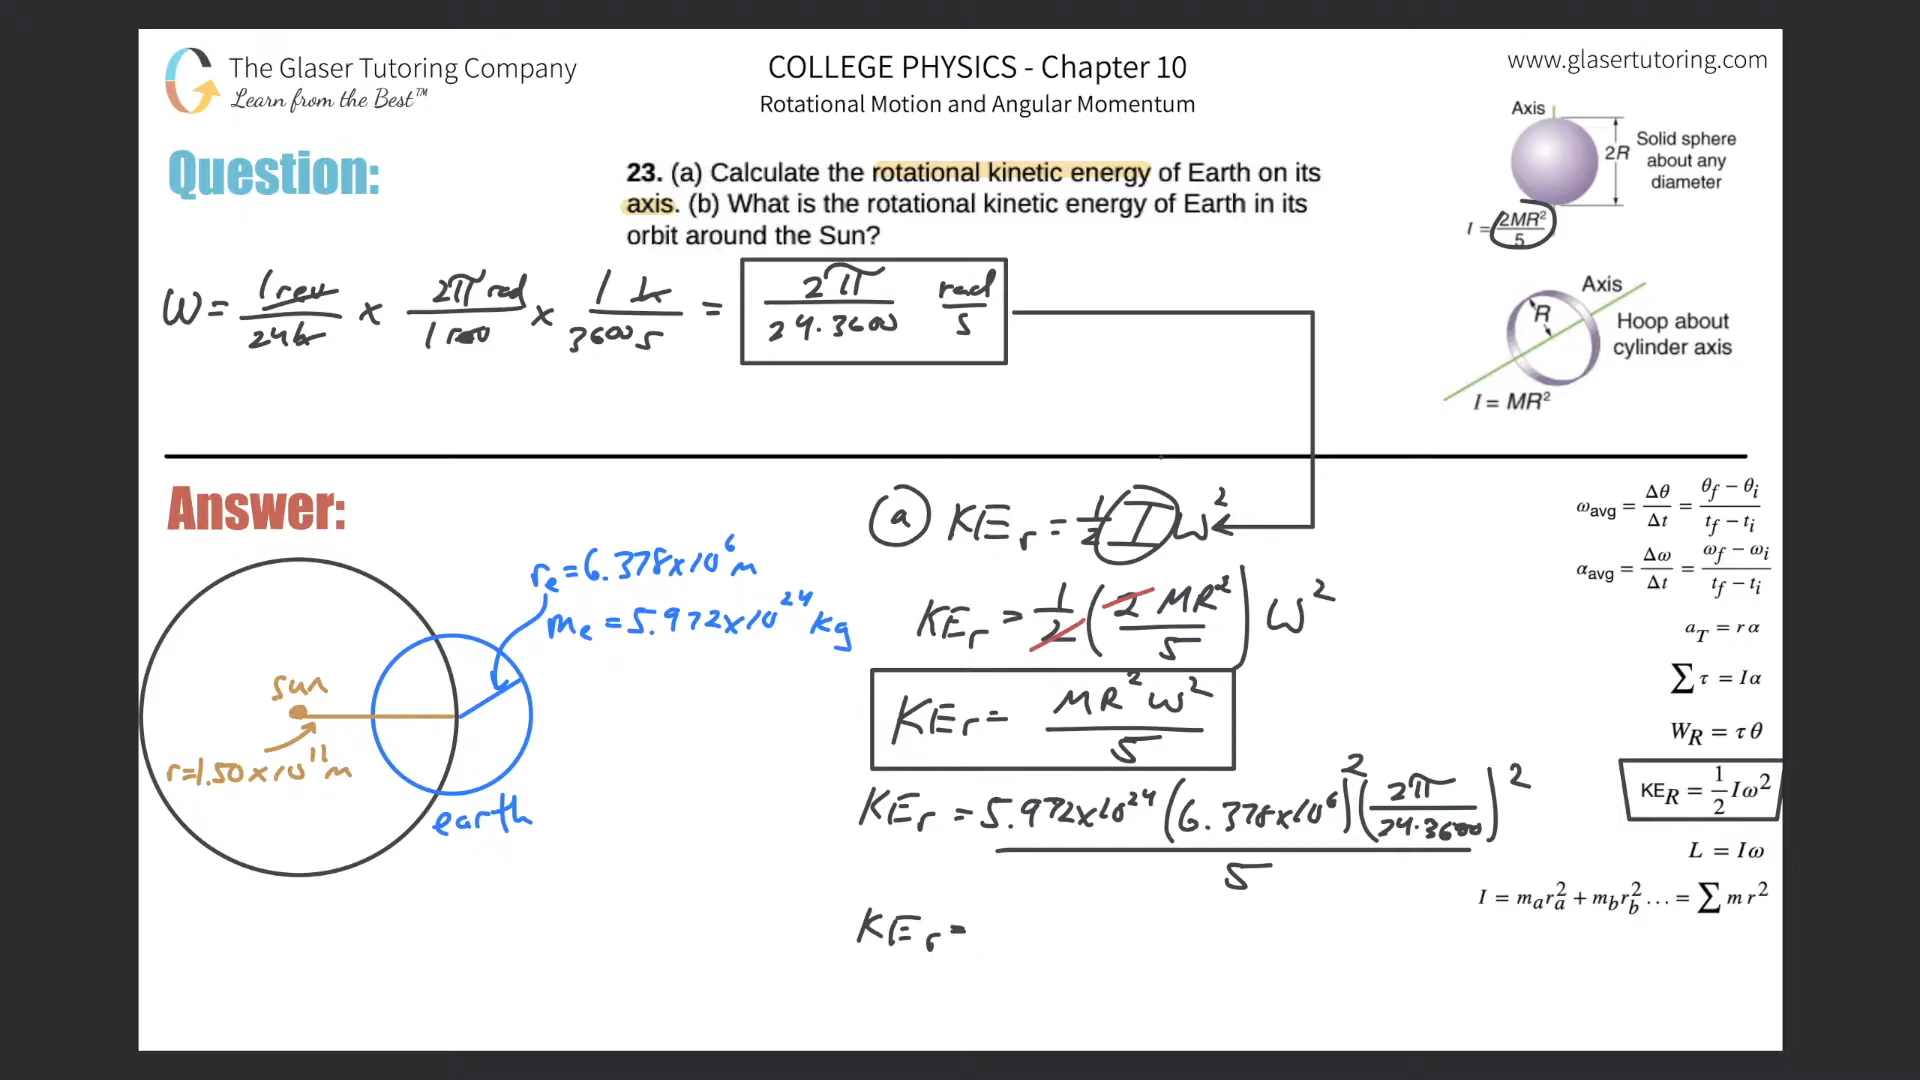 The Glaser Tutoring Company
Learn from the Best™
COLLEGE PHYSICS - Chapter 10
Rotational Motion and Angular Momentum
www.glasertutoring.com
Question:
23. (a) Calculate the rotational kinetic energy of Earth on its
axis. (b) What is the rotational kinetic energy of Earth in its
orbit around the Sun?
Axis
2R
Solid sphere
about any
diameter
I = 2MR²/5
Axis
R
Hoop about
cylinder axis
I = MR²
ω = 1 rev/24 h × 2π rad/1 rev × 1 h/3600 s = 2π/24·3600 rad/s
Answer:
re = 6.378×10⁶ m
me = 5.972×10²⁴ kg
sun
r=1.50×10¹¹ m
earth
(a) KEr = 1/2 I ω²
KEr = 1/2 (2MR²/5) ω²
KEr = MR²ω²/5
KEr = 5.972×10²⁴ (6.378×10⁶)² (2π/24·3600)² / 5
KEr =
ωavg = Δθ/Δt = θf − θi / tf − ti
αavg = Δω/Δt = ωf − ωi / tf − ti
aT = rα
∑τ = Iα
WR = τθ
KER = 1/2 Iω²
L = Iω
I = mara² + mbrb² ... = ∑mr²